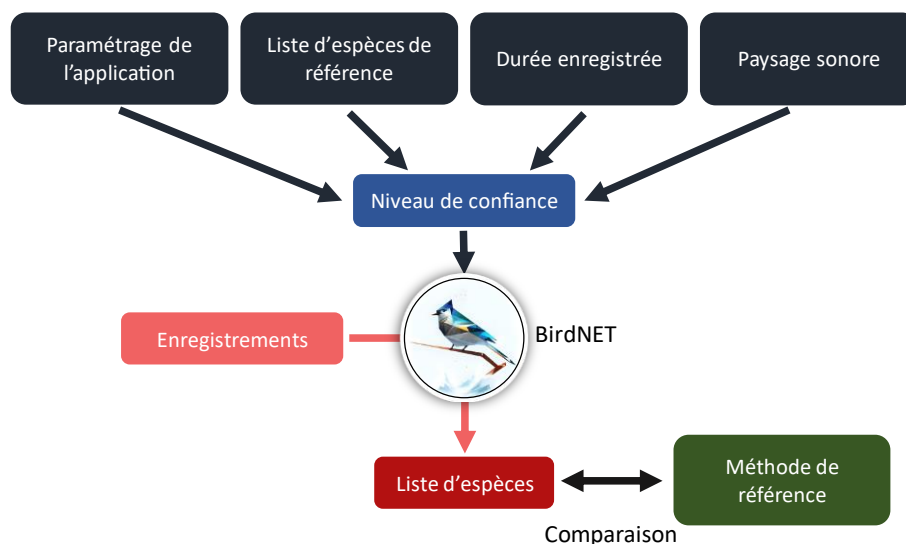 Paramétrage de
l'application
Liste d'espèces de
référence
Durée enregistrée
Paysage sonore
Niveau de confiance
Enregistrements
BirdNET
Liste d'espèces
Méthode de
référence
Comparaison